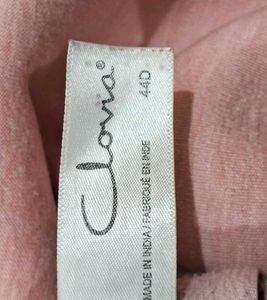 Clovia®
44D
MADE IN INDIA / FABRIQUÉ EN INDE